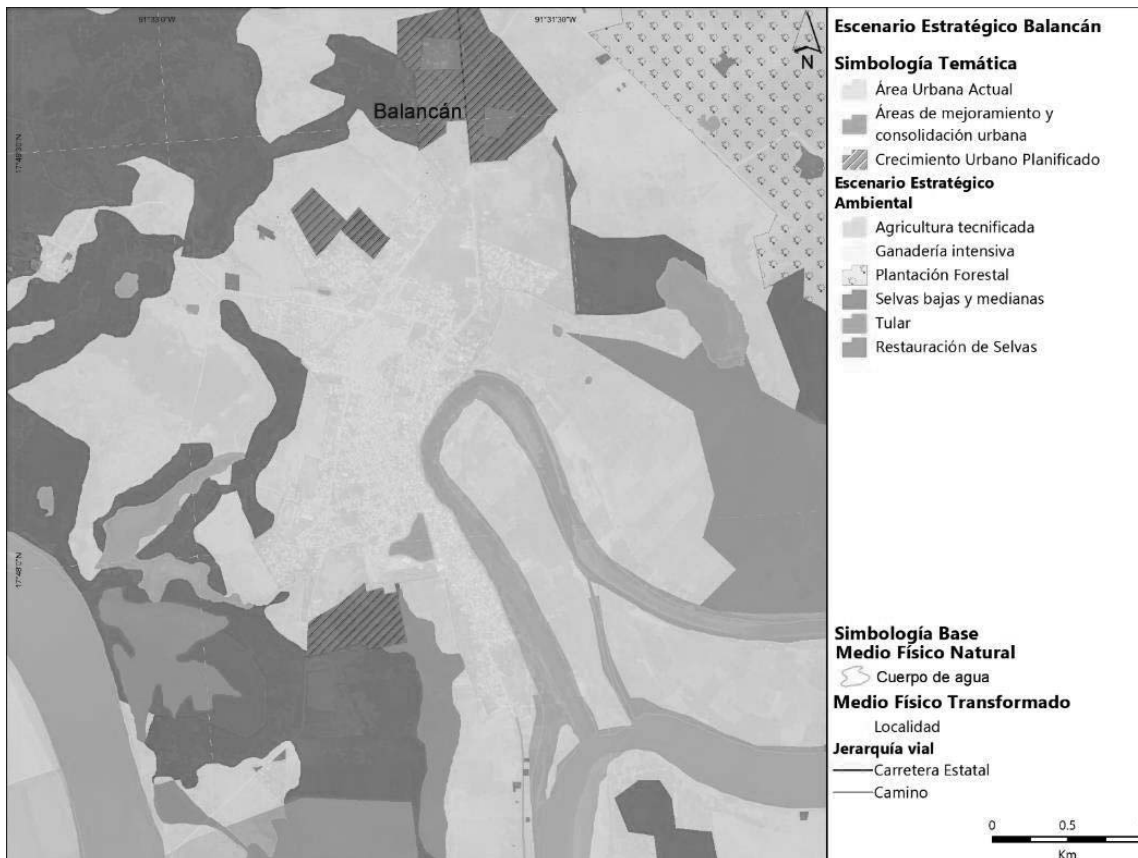 91°33'0"W
91°31'30"W
N
Balancán
17°49'30"N
17°48'0"N
Escenario Estratégico Balancán
Simbología Temática
Área Urbana Actual
Áreas de mejoramiento y
consolidación urbana
Crecimiento Urbano Planificado
Escenario Estratégico
Ambiental
Agricultura tecnificada
Ganadería intensiva
Plantación Forestal
Selvas bajas y medianas
Tular
Restauración de Selvas
Simbología Base
Medio Físico Natural
Cuerpo de agua
Medio Físico Transformado
Localidad
Jerarquía vial
Carretera Estatal
Camino
0 0.5 1
Km